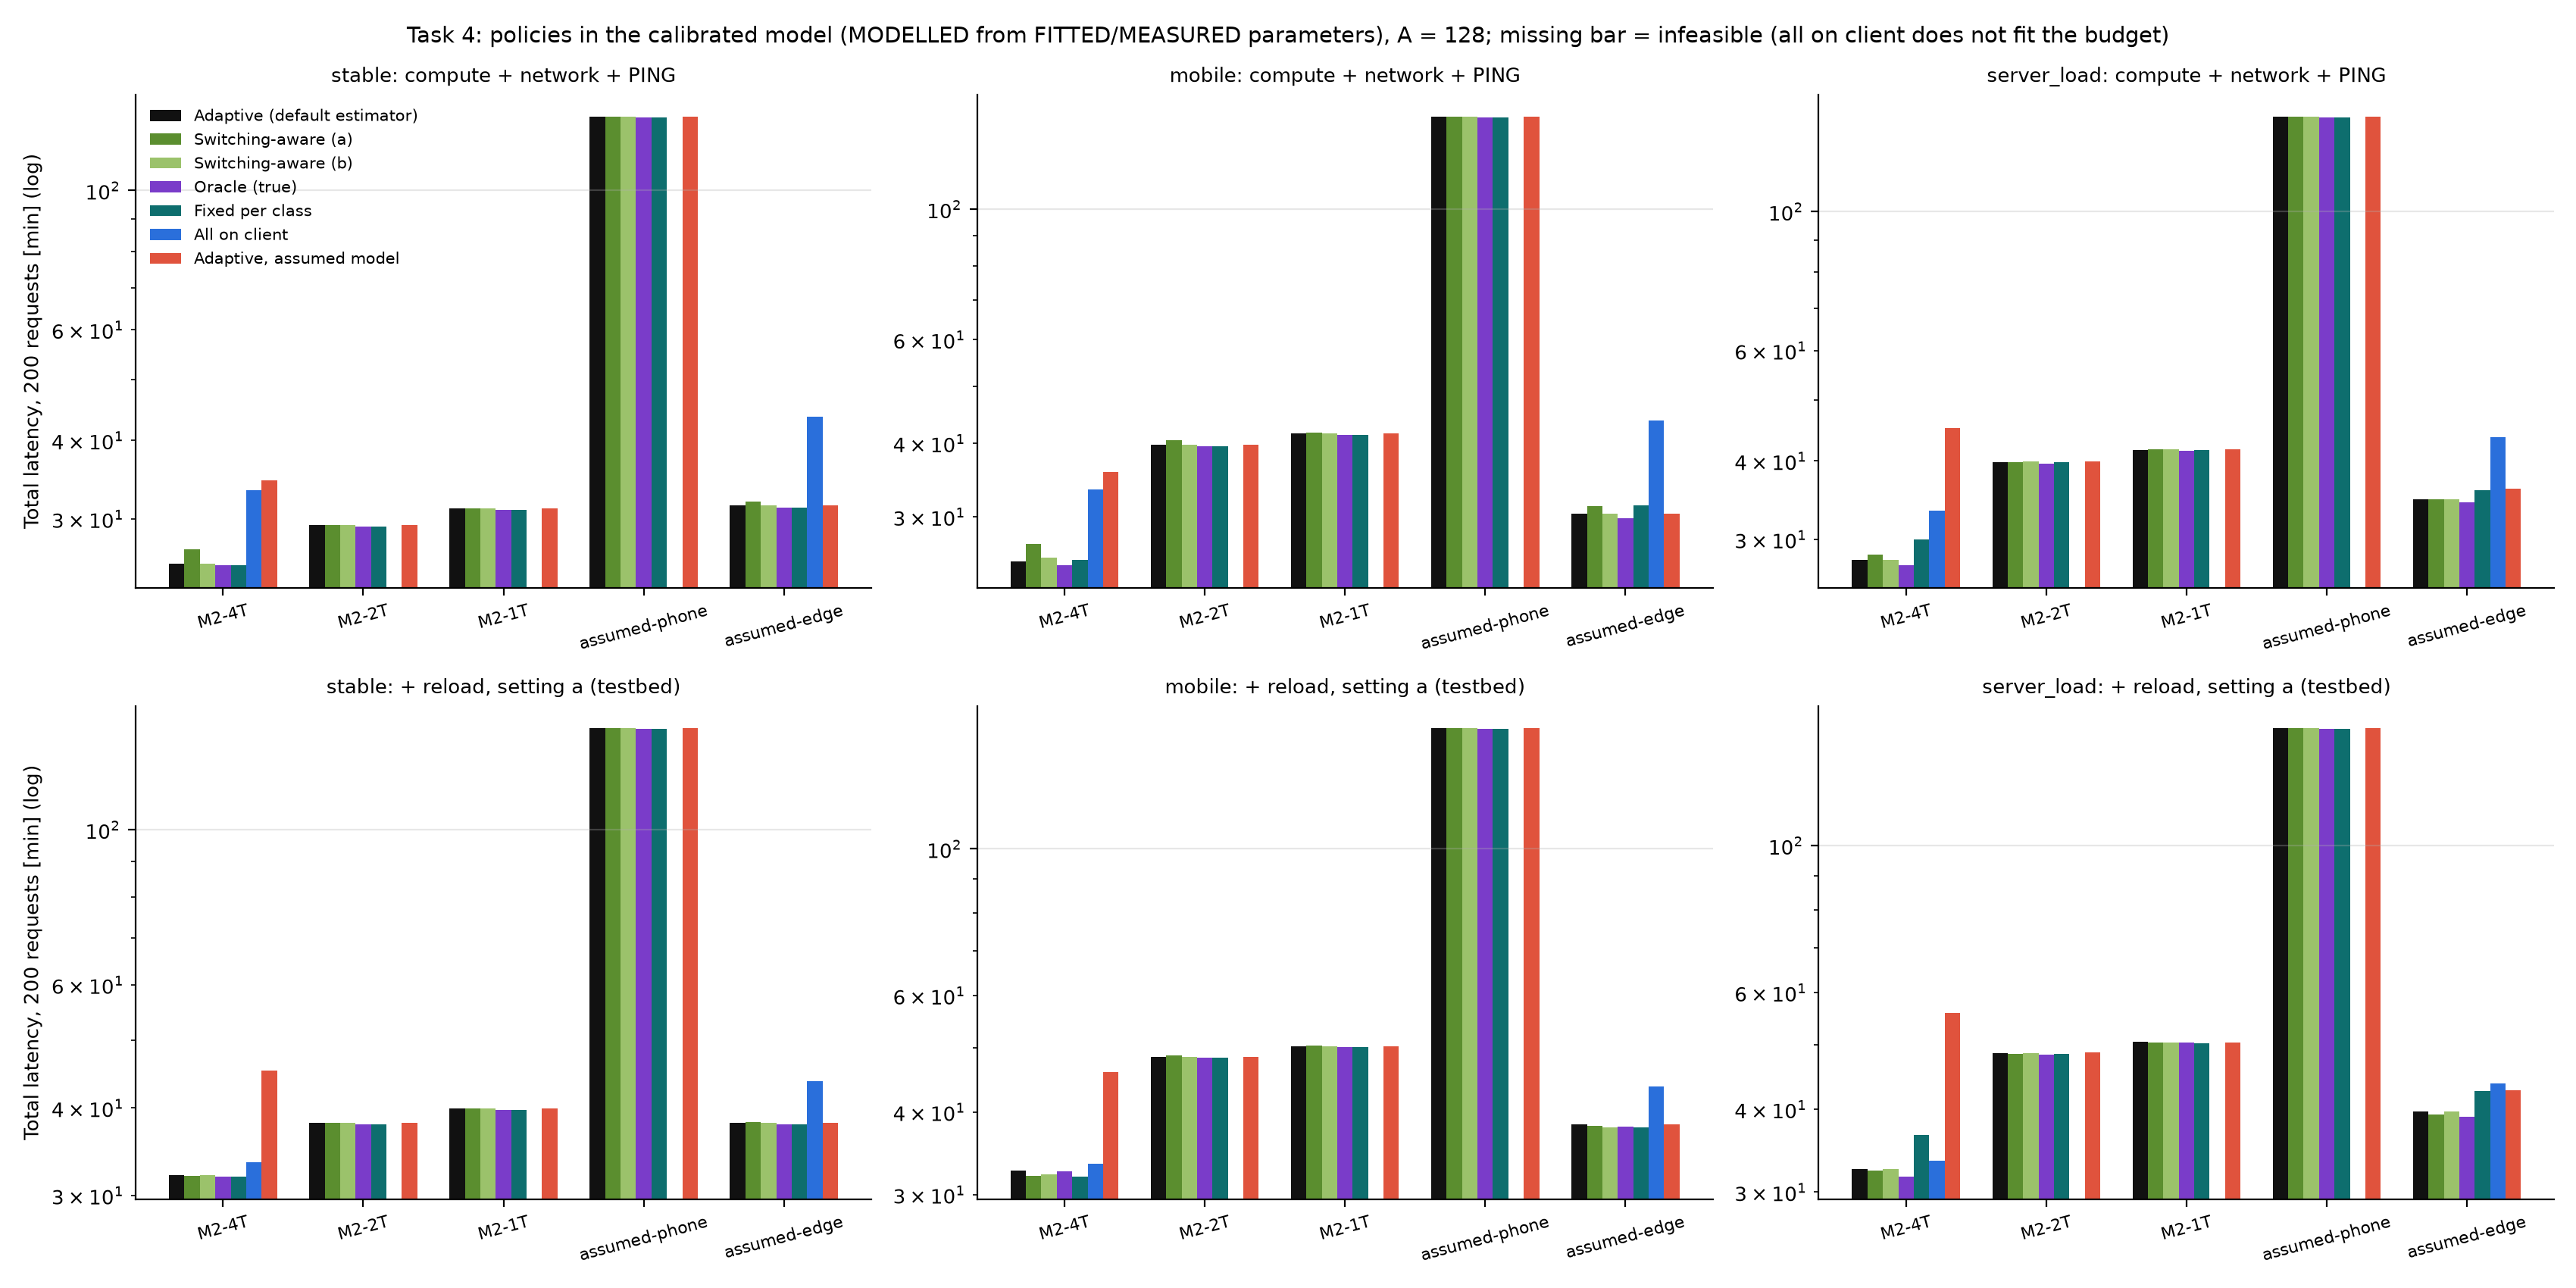 Task 4: policies in the calibrated model (MODELLED from FITTED/MEASURED parameters), A = 128; missing bar = infeasible (all on client does not fit the budget)
stable: compute + network + PING
Total latency, 200 requests [min] (log)
10²
6 × 10¹
4 × 10¹
3 × 10¹
Adaptive (default estimator)
Switching-aware (a)
Switching-aware (b)
Oracle (true)
Fixed per class
All on client
Adaptive, assumed model
M2-4T
M2-2T
M2-1T
assumed-phone
assumed-edge
mobile: compute + network + PING
10²
6 × 10¹
4 × 10¹
3 × 10¹
M2-4T
M2-2T
M2-1T
assumed-phone
assumed-edge
server_load: compute + network + PING
10²
6 × 10¹
4 × 10¹
3 × 10¹
M2-4T
M2-2T
M2-1T
assumed-phone
assumed-edge
stable: + reload, setting a (testbed)
Total latency, 200 requests [min] (log)
10²
6 × 10¹
4 × 10¹
3 × 10¹
M2-4T
M2-2T
M2-1T
assumed-phone
assumed-edge
mobile: + reload, setting a (testbed)
10²
6 × 10¹
4 × 10¹
3 × 10¹
M2-4T
M2-2T
M2-1T
assumed-phone
assumed-edge
server_load: + reload, setting a (testbed)
10²
6 × 10¹
4 × 10¹
3 × 10¹
M2-4T
M2-2T
M2-1T
assumed-phone
assumed-edge